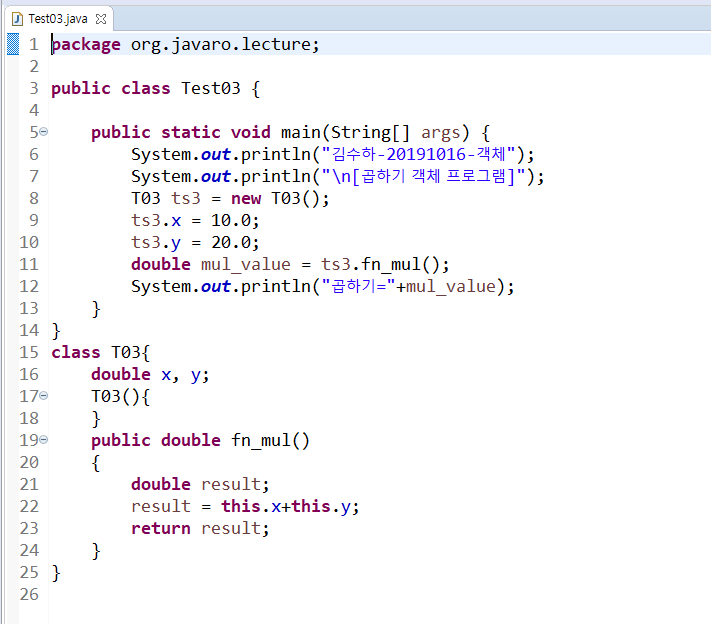 Test03.java
1 package org.javaro.lecture;
2
3 public class Test03 {
4
5     public static void main(String[] args) {
6         System.out.println("김수하-20191016-객체");
7         System.out.println("\n[곱하기 객체 프로그램]");
8         T03 ts3 = new T03();
9         ts3.x = 10.0;
10         ts3.y = 20.0;
11         double mul_value = ts3.fn_mul();
12         System.out.println("곱하기="+mul_value);
13     }
14 }
15 class T03{
16     double x, y;
17     T03(){
18     }
19     public double fn_mul()
20     {
21         double result;
22         result = this.x+this.y;
23         return result;
24     }
25 }
26